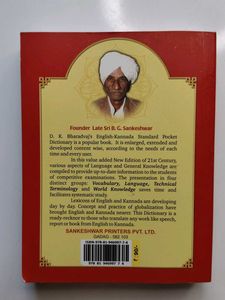 Founder Late Sri B. G. Sankeshwar
D. K. Bharadvaj's English-Kannada Standard Pocket
Dictionary is a popular book. It is enlarged, extended and
developed content wise, according to the needs of each
time and every user.
In this value added New Edition of 21st Century,
various aspects of Language and General Knowledge are
compiled to provide up-to-date information to the students
of competitive examinations. The presentation in four
distinct groups: Vocabulary, Language, Technical
Terminology and World Knowledge saves time and
facilitates systematic study.
Lexicons of English and Kannada are developing
day by day. Concept and practice of globalization have
brought English and Kannada nearer. This Dictionary is a
ready reckoner to those who translate any work like speech,
report or book from English to Kannada.
SANKESHWAR PRINTERS PVT. LTD.
GADAG - 582 103